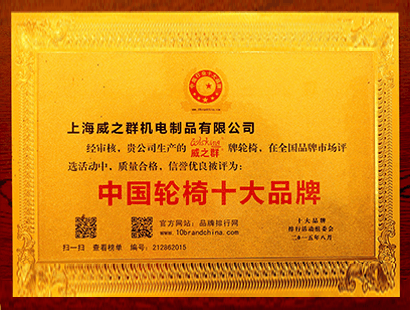 上海威之群机电制品有限公司
经审核，贵公司生产的 威之群 牌轮椅，在全国品牌市场评
选活动中，质量合格，信誉优良被评为：
中国轮椅十大品牌
官方网站：品牌排行网
www.10brandchina.com
扫一扫 查看榜单 编号：212862015
十大品牌
排行活动组委会
二0一五年八月